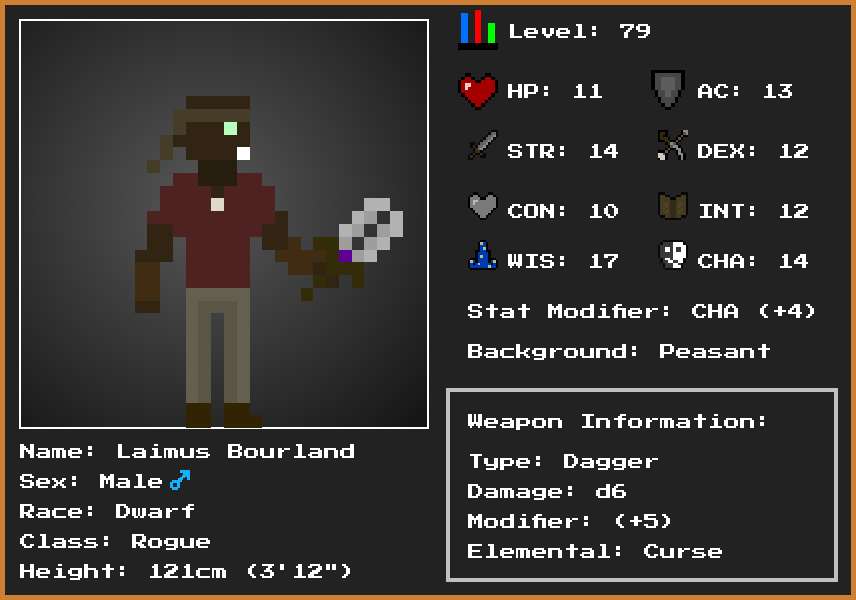 Level: 79
HP: 11
AC: 13
STR: 14
DEX: 12
CON: 10
INT: 12
WIS: 17
CHA: 14
Stat Modifier: CHA (+4)
Background: Peasant
Weapon Information:
Type: Dagger
Damage: d6
Modifier: (+5)
Elemental: Curse
Name: Laimus Bourland
Sex: Male♂
Race: Dwarf
Class: Rogue
Height: 121cm (3'12")